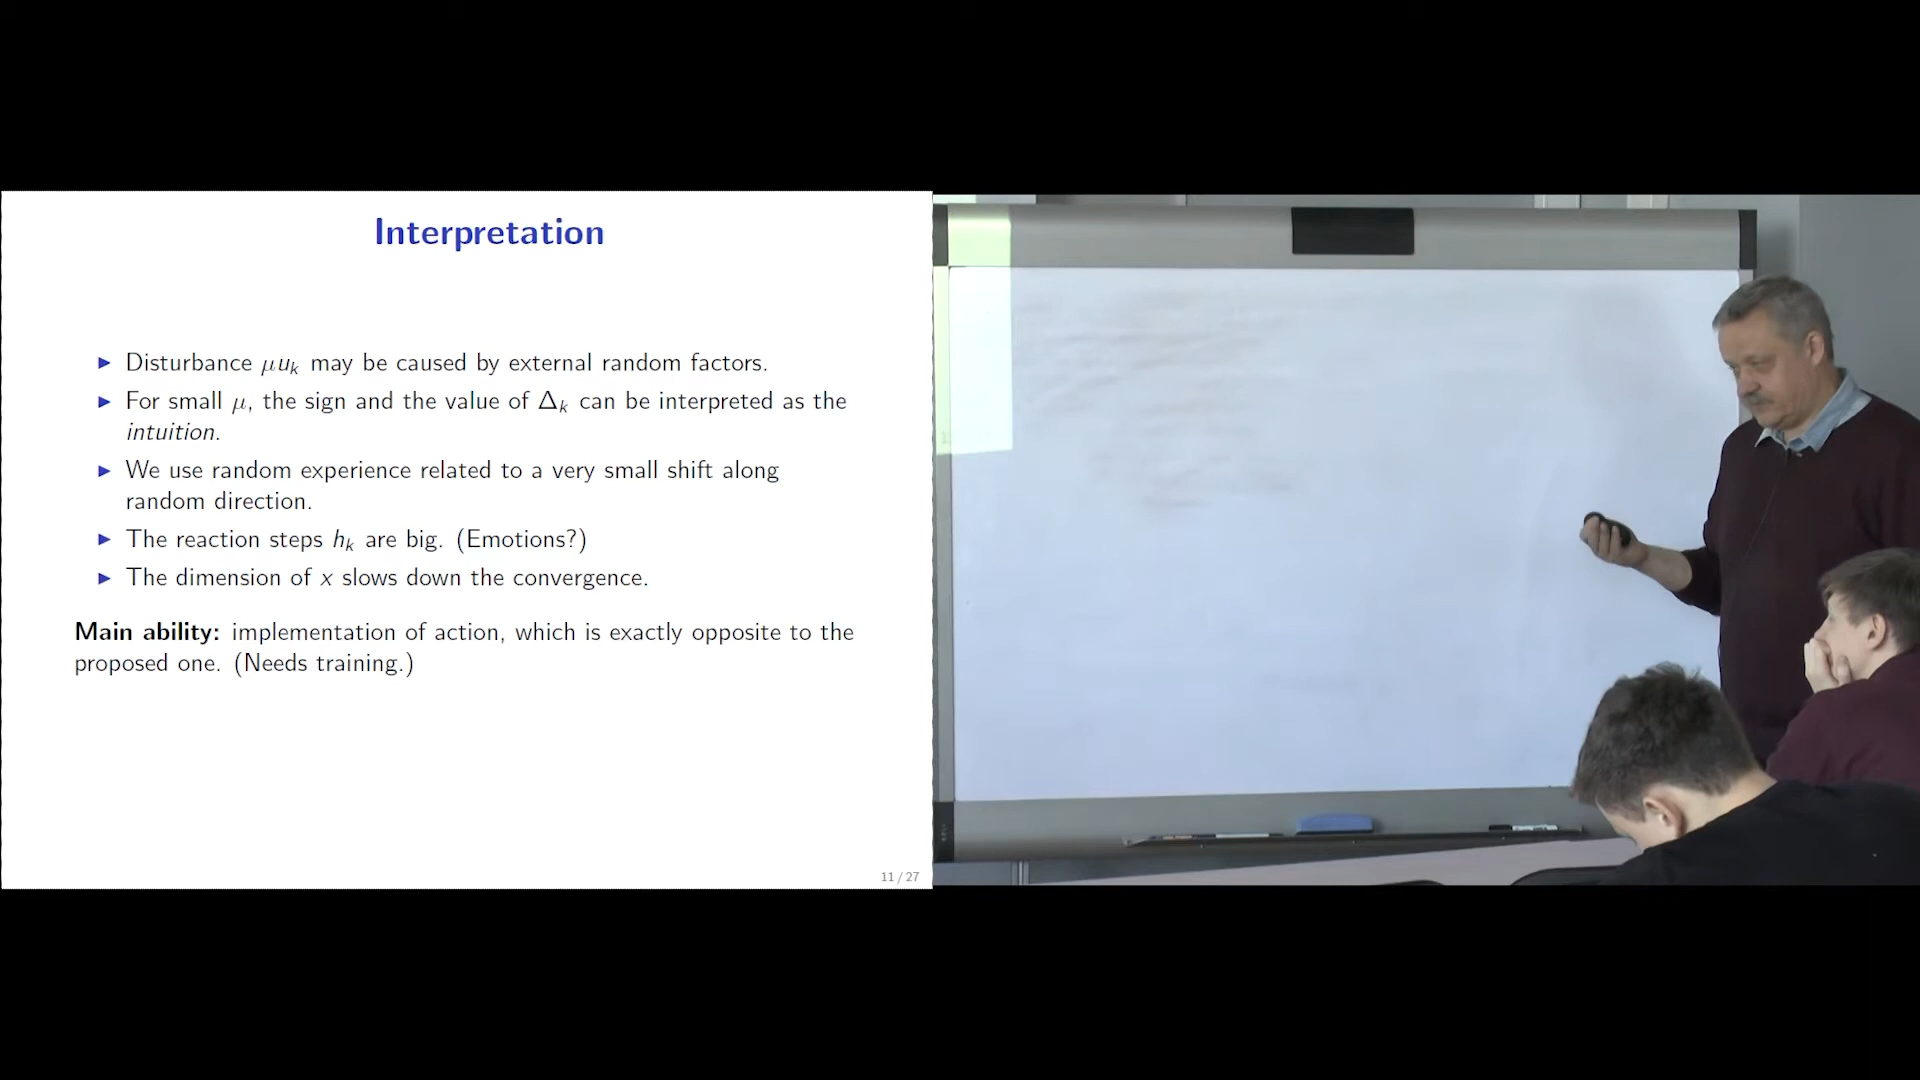 Interpretation
▶ Disturbance μuₖ may be caused by external random factors.
▶ For small μ, the sign and the value of Δₖ can be interpreted as the
intuition.
▶ We use random experience related to a very small shift along
random direction.
▶ The reaction steps hₖ are big. (Emotions?)
▶ The dimension of x slows down the convergence.
Main ability: implementation of action, which is exactly opposite to the
proposed one. (Needs training.)
11 / 27